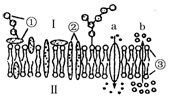 ① Ⅰ ② a b
③
Ⅱ